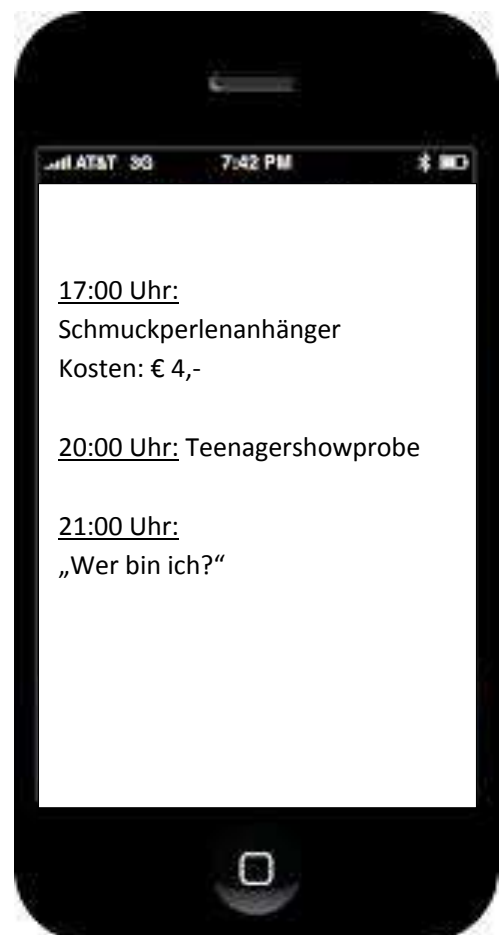 AT&T 3G 7:42 PM
17:00 Uhr:
Schmuckperlenanhänger
Kosten: € 4,-
20:00 Uhr: Teenagershowprobe
21:00 Uhr:
„Wer bin ich?“